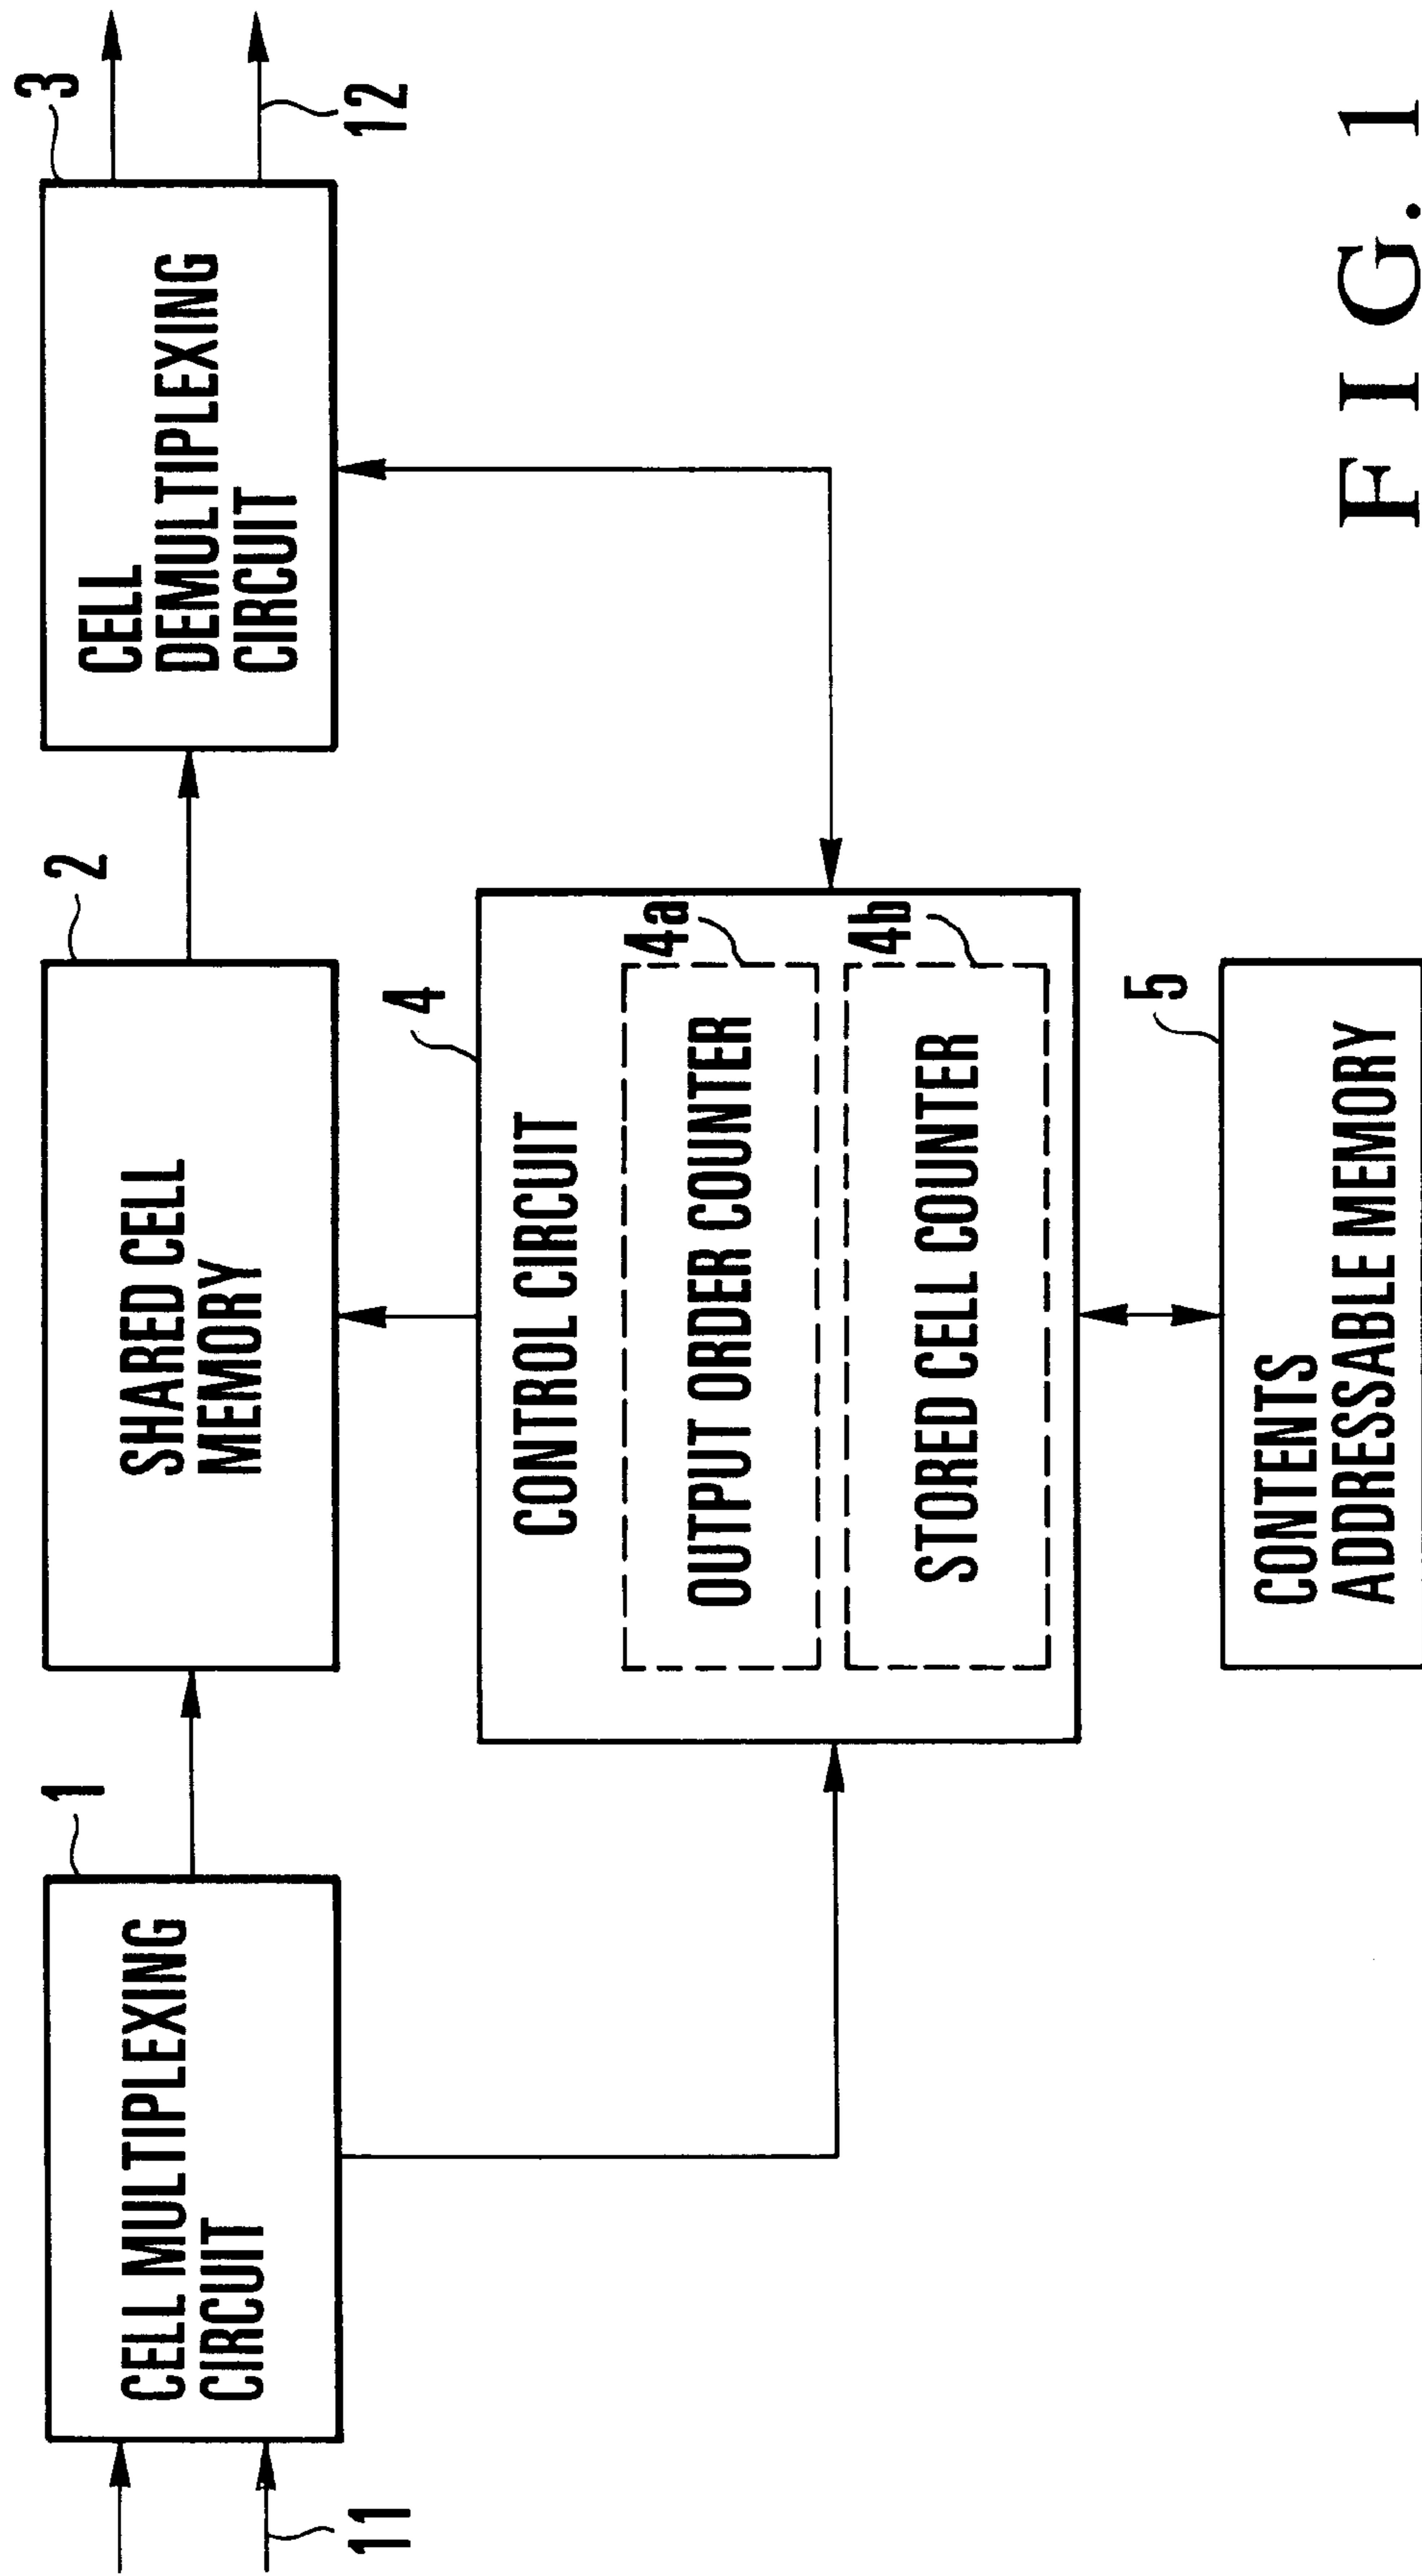 1
CELL MULTIPLEXING
CIRCUIT
11
2
SHARED CELL
MEMORY
3
CELL
DEMULTIPLEXING
CIRCUIT
12
4
CONTROL CIRCUIT
4a
OUTPUT ORDER COUNTER
4b
STORED CELL COUNTER
5
CONTENTS
ADDRESSABLE MEMORY
FIG. 1